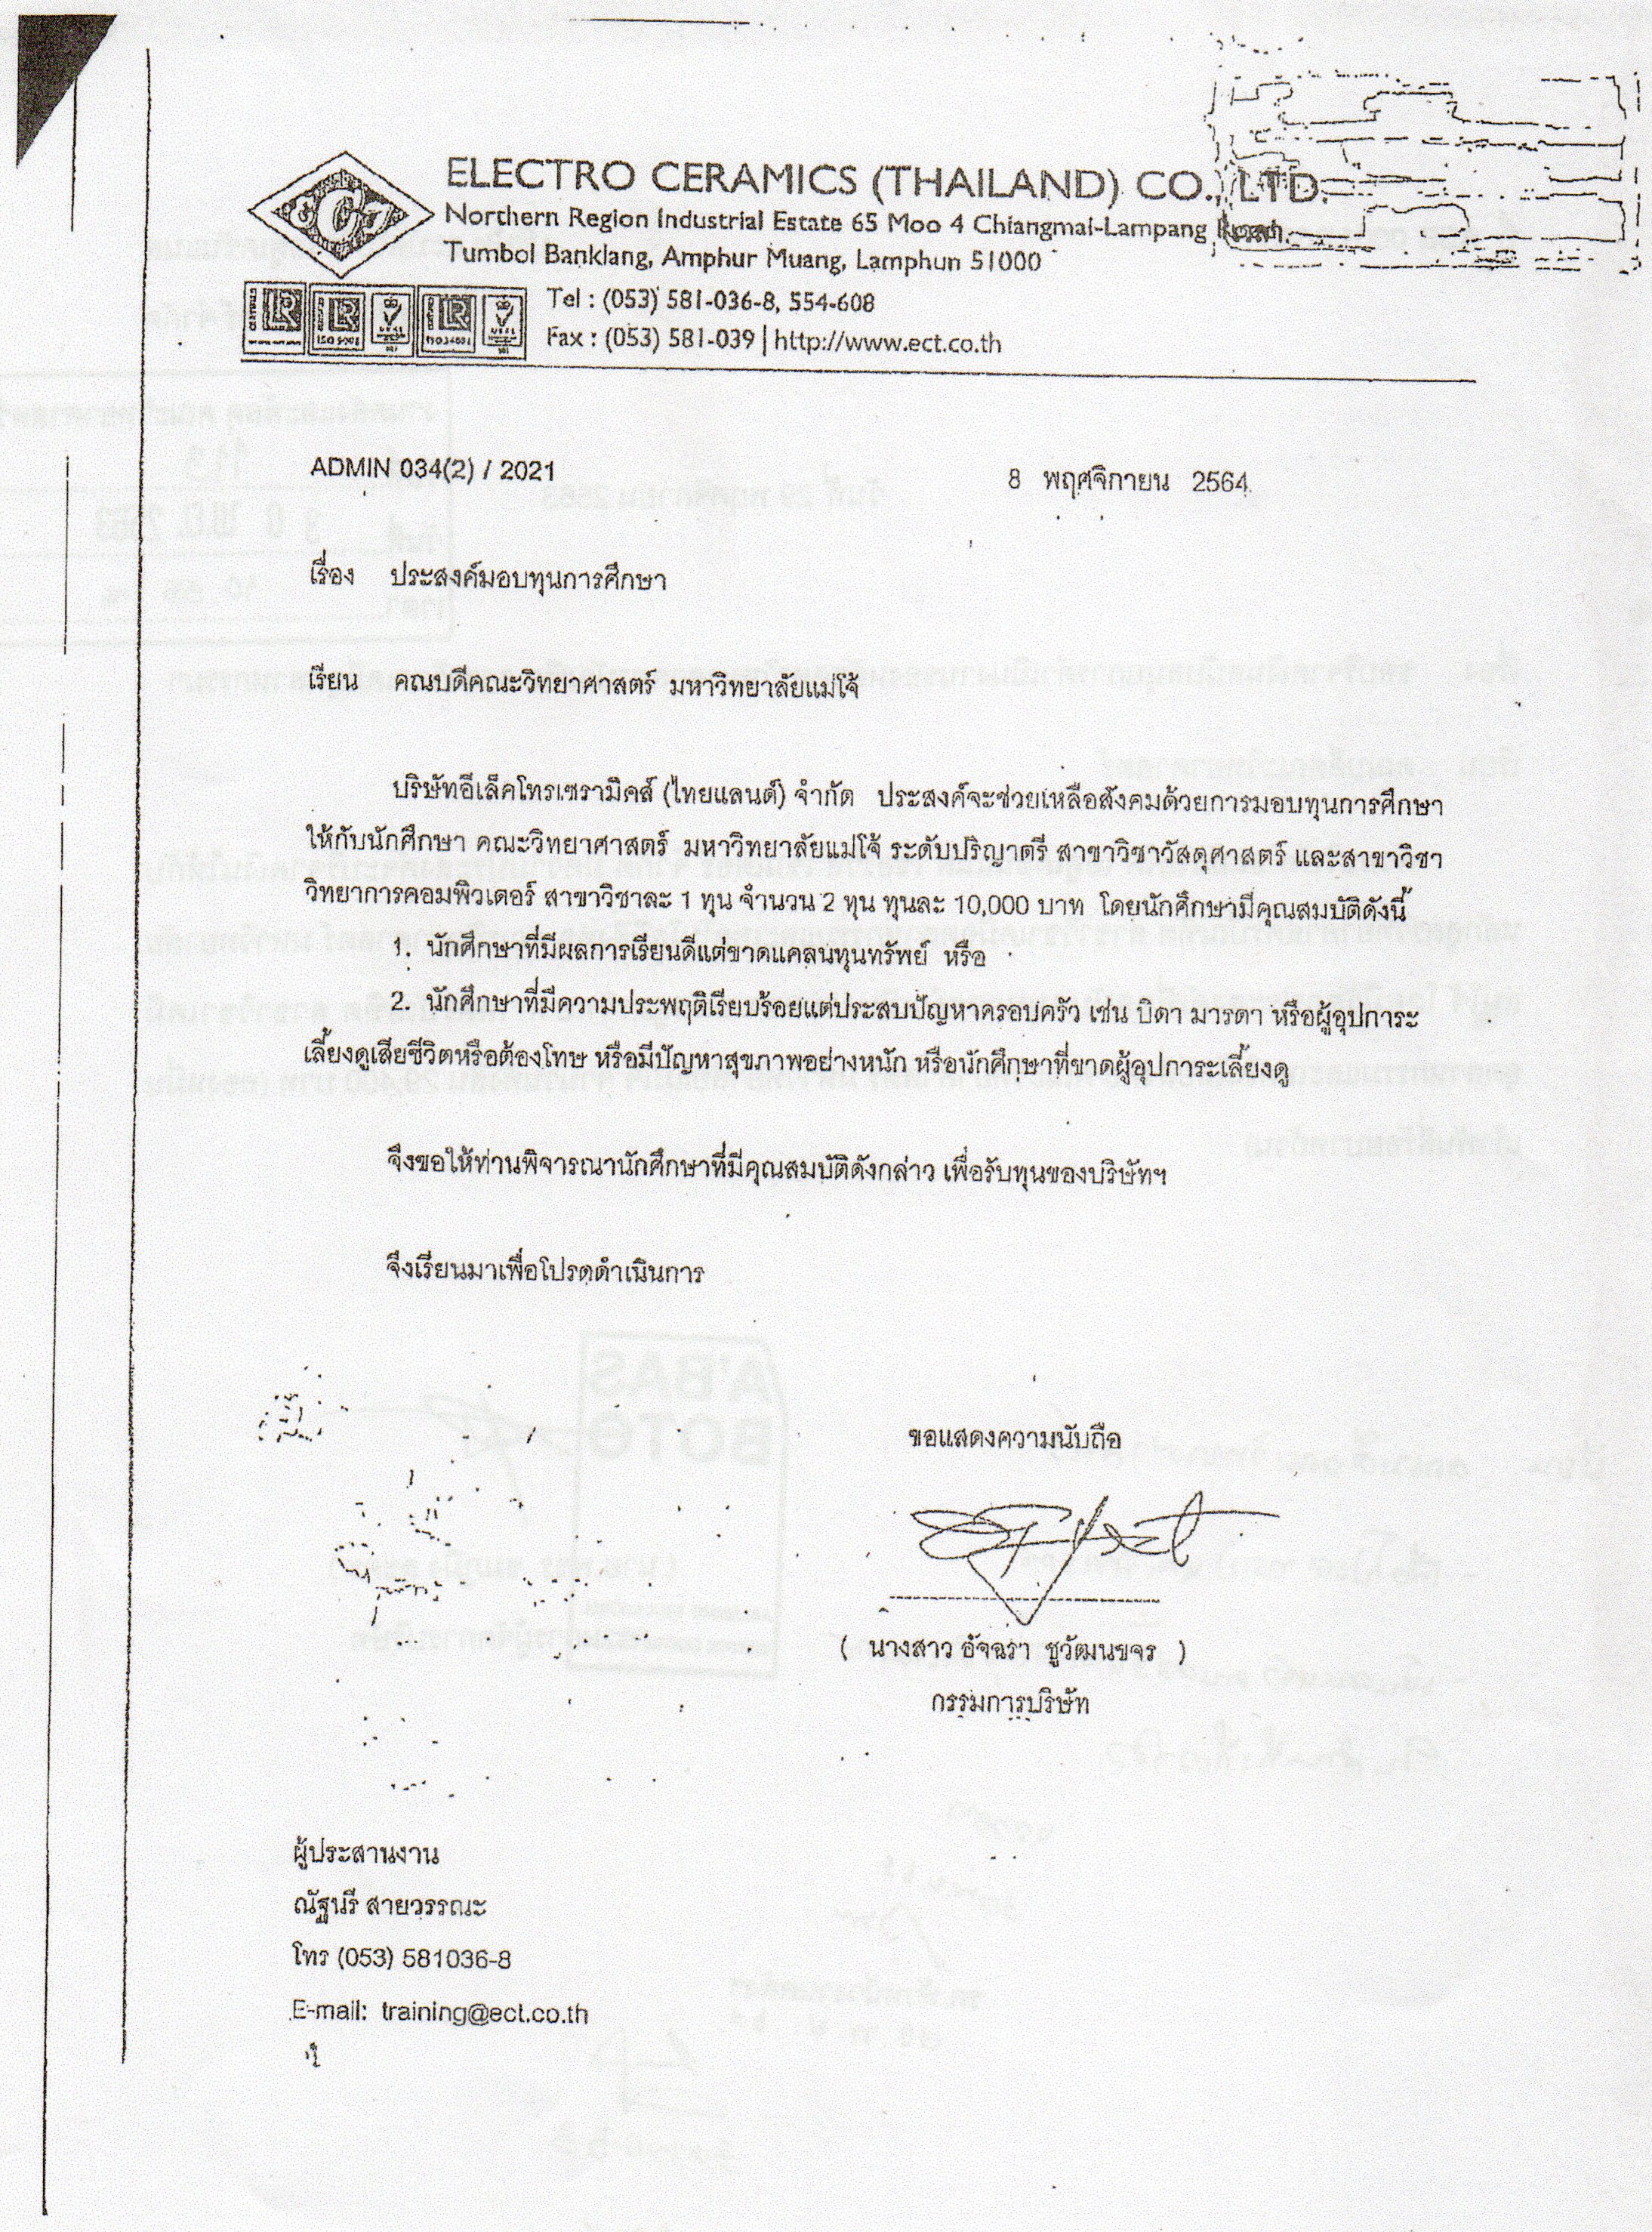 ELECTRO CERAMICS (THAILAND) CO., LTD.
Northern Region Industrial Estate 65 Moo 4 Chiangmai-Lampang Road,
Tumbol Banklang, Amphur Muang, Lamphun 51000
Tel : (053) 581-036-8, 554-608
Fax : (053) 581-039 | http://www.ect.co.th
ADMIN 034(2) / 2021
8 พฤศจิกายน 2564
เรื่อง ประสงค์มอบทุนการศึกษา
เรียน คณบดีคณะวิทยาศาสตร์ มหาวิทยาลัยแม่โจ้
บริษัทอีเล็คโทรเซรามิคส์ (ไทยแลนด์) จำกัด ประสงค์จะช่วยเหลือสังคมด้วยการมอบทุนการศึกษา
ให้กับนักศึกษา คณะวิทยาศาสตร์ มหาวิทยาลัยแม่โจ้ ระดับปริญาตรี สาขาวิชาวัสดุศาสตร์ และสาขาวิชา
วิทยาการคอมพิวเตอร์ สาขาวิชาละ 1 ทุน จำนวน 2 ทุน ทุนละ 10,000 บาท โดยนักศึกษามีคุณสมบัติดังนี้
1. นักศึกษาที่มีผลการเรียนดีแต่ขาดแคลนทุนทรัพย์ หรือ
2. นักศึกษาที่มีความประพฤติเรียบร้อยแต่ประสบปัญหาครอบครัว เช่น บิดา มารดา หรือผู้อุปการะ
เลี้ยงดูเสียชีวิตหรือต้องโทษ หรือมีปัญหาสุขภาพอย่างหนัก หรือนักศึกษาที่ขาดผู้อุปการะเลี้ยงดู
จึงขอให้ท่านพิจารณานักศึกษาที่มีคุณสมบัติดังกล่าว เพื่อรับทุนของบริษัทฯ
จึงเรียนมาเพื่อโปรดดำเนินการ
ขอแสดงความนับถือ
( นางสาว อัจฉรา ชูวัฒนขจร )
กรรมการบริษัท
ผู้ประสานงาน
ณัฐนรี สายวรรณะ
โทร (053) 581036-8
E-mail: training@ect.co.th